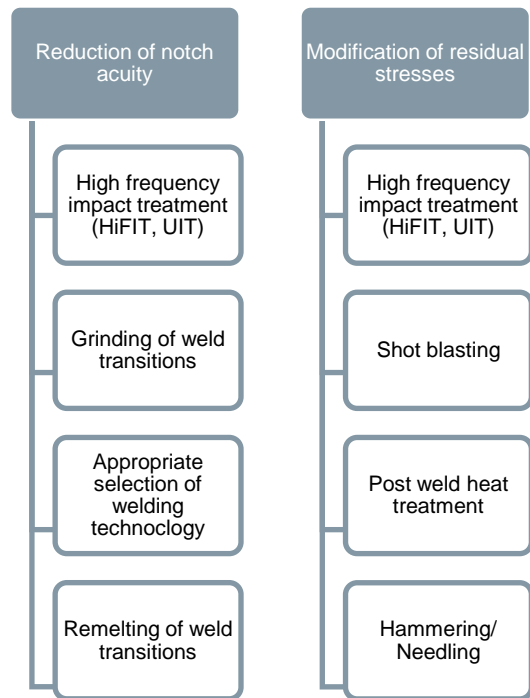 Reduction of notch
acuity
High frequency
impact treatment
(HiFIT, UIT)
Grinding of weld
transitions
Appropriate
selection of
welding
technoclogy
Remelting of weld
transitions
Modification of residual
stresses
High frequency
impact treatment
(HiFIT, UIT)
Shot blasting
Post weld heat
treatment
Hammering/
Needling